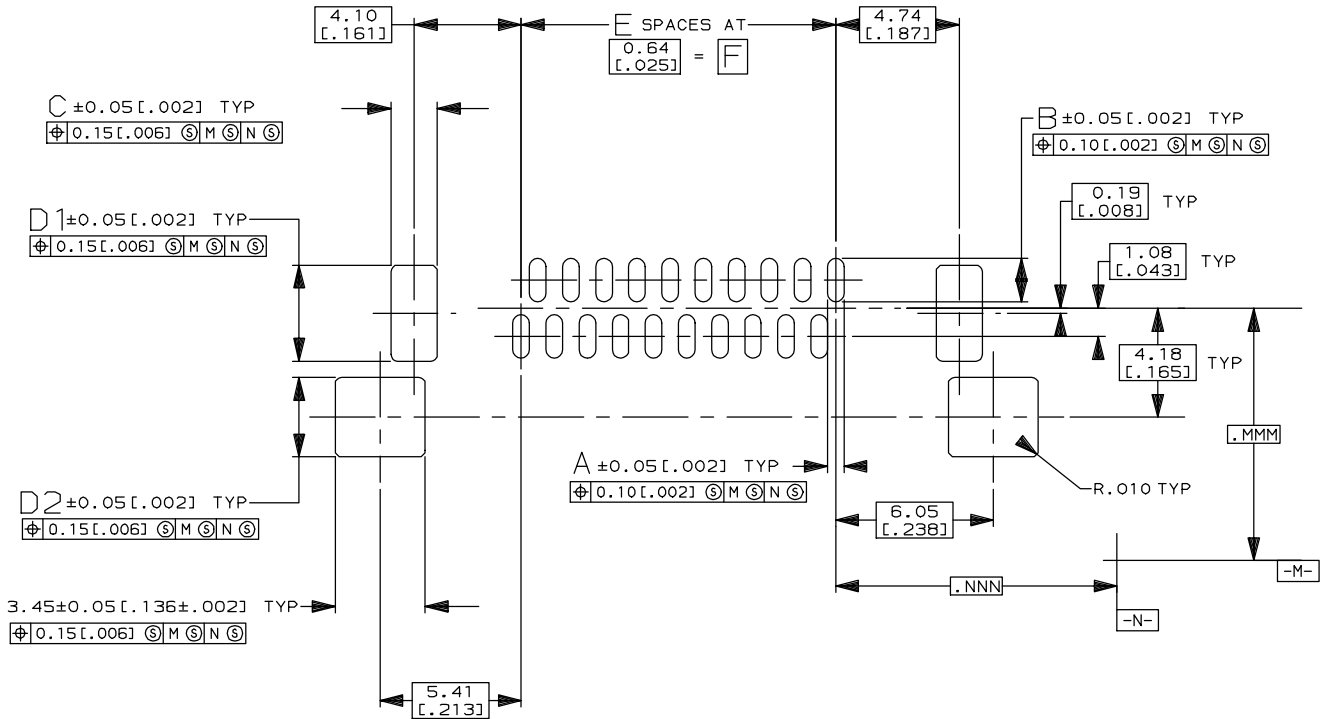 4.10
[.161]
E SPACES AT
0.64
[.025] = F
4.74
[.187]
C ±0.05[.002] TYP
⌖ 0.15[.006] Ⓢ M Ⓢ N Ⓢ
B ±0.05[.002] TYP
⌖ 0.10[.002] Ⓢ M Ⓢ N Ⓢ
0.19
[.008] TYP
D1±0.05[.002] TYP
⌖ 0.15[.006] Ⓢ M Ⓢ N Ⓢ
1.08
[.043] TYP
4.18
[.165] TYP
.MMM
A ±0.05[.002] TYP
⌖ 0.10[.002] Ⓢ M Ⓢ N Ⓢ
R.010 TYP
D2±0.05[.002] TYP
⌖ 0.15[.006] Ⓢ M Ⓢ N Ⓢ
6.05
[.238]
-M-
.NNN
3.45±0.05[.136±.002] TYP
⌖ 0.15[.006] Ⓢ M Ⓢ N Ⓢ
-N-
5.41
[.213]